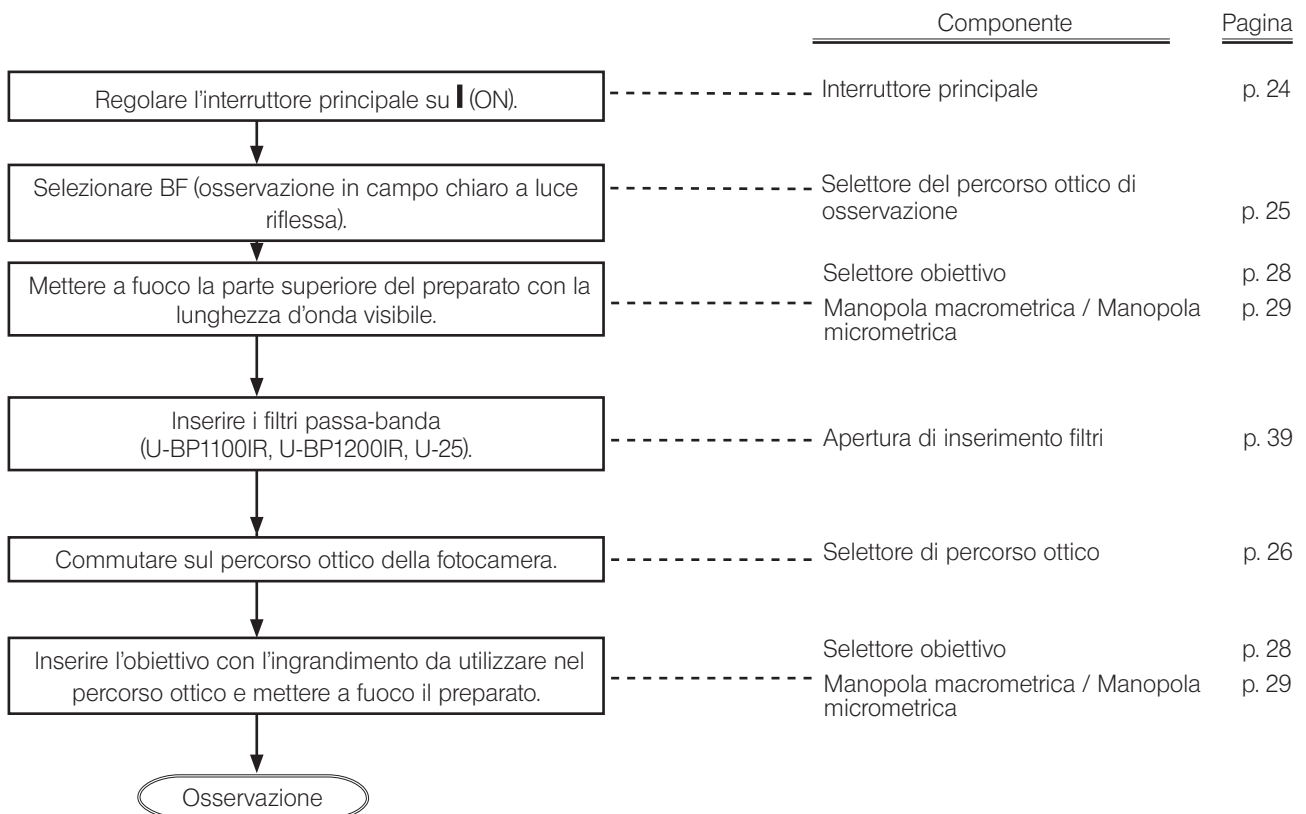 Componente Pagina
Regolare l'interruttore principale su I (ON). Interruttore principale p. 24
Selezionare BF (osservazione in campo chiaro a luce
riflessa).
Selettore del percorso ottico di
osservazione p. 25
Mettere a fuoco la parte superiore del preparato con la
lunghezza d'onda visibile.
Selettore obiettivo p. 28
Manopola macrometrica / Manopola p. 29
micrometrica
Inserire i filtri passa-banda
(U-BP1100IR, U-BP1200IR, U-25).
Apertura di inserimento filtri p. 39
Commutare sul percorso ottico della fotocamera. Selettore di percorso ottico p. 26
Inserire l'obiettivo con l'ingrandimento da utilizzare nel
percorso ottico e mettere a fuoco il preparato.
Selettore obiettivo p. 28
Manopola macrometrica / Manopola p. 29
micrometrica
Osservazione